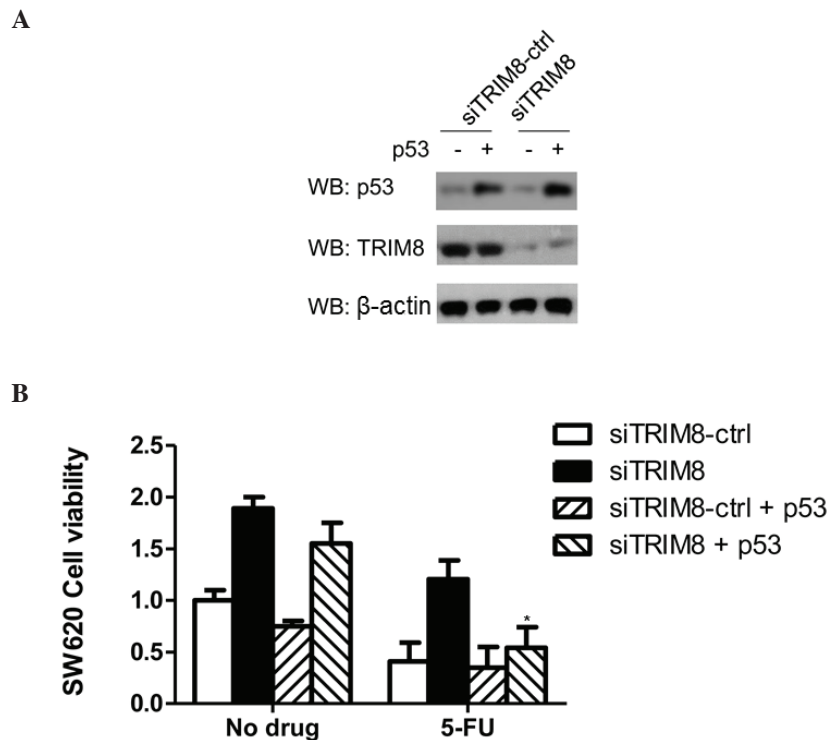 A
siTRIM8-ctrl
siTRIM8
p53 - + - +
WB: p53
WB: TRIM8
WB: β-actin
B
SW620 Cell viability
2.5
2.0
1.5
1.0
0.5
0.0
*
No drug
5-FU
siTRIM8-ctrl
siTRIM8
siTRIM8-ctrl + p53
siTRIM8 + p53